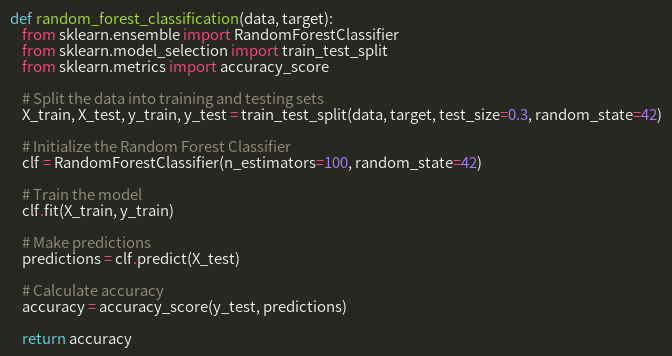 def random_forest_classification(data, target):
    from sklearn.ensemble import RandomForestClassifier
    from sklearn.model_selection import train_test_split
    from sklearn.metrics import accuracy_score

    # Split the data into training and testing sets
    X_train, X_test, y_train, y_test = train_test_split(data, target, test_size=0.3, random_state=42)

    # Initialize the Random Forest Classifier
    clf = RandomForestClassifier(n_estimators=100, random_state=42)

    # Train the model
    clf.fit(X_train, y_train)

    # Make predictions
    predictions = clf.predict(X_test)

    # Calculate accuracy
    accuracy = accuracy_score(y_test, predictions)

    return accuracy